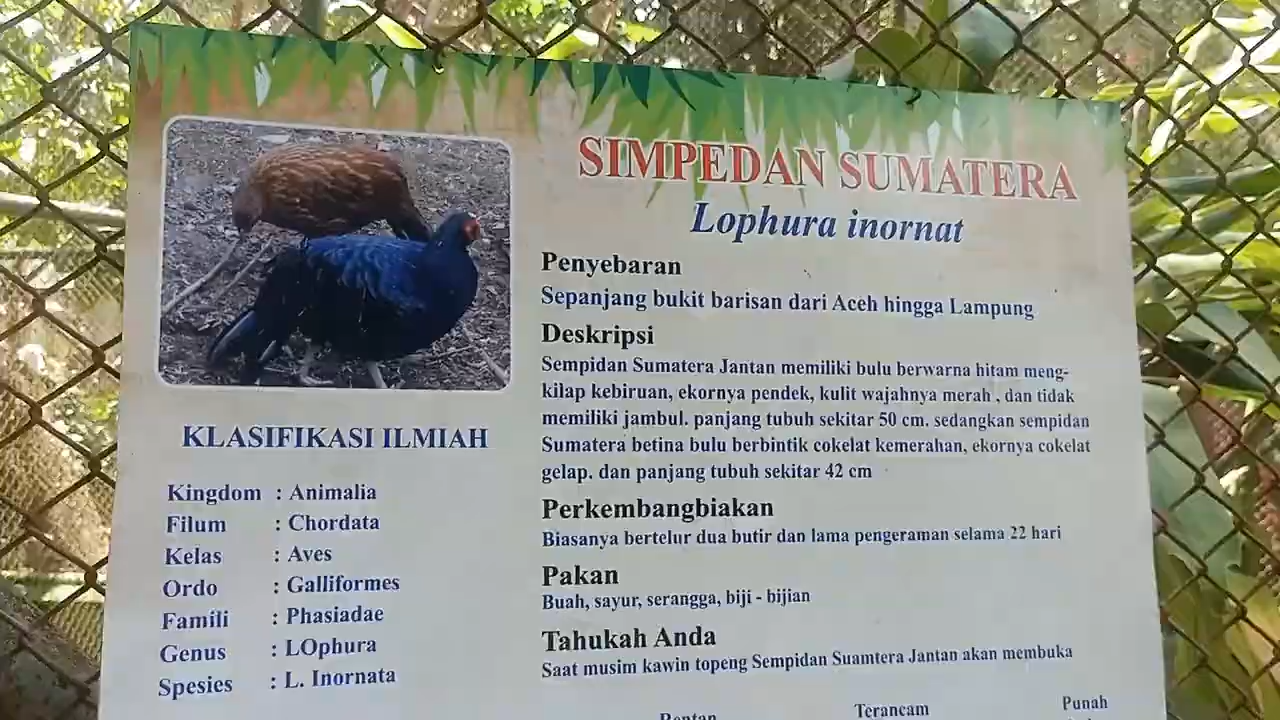 SIMPEDAN SUMATERA
Lophura inornat
Penyebaran
Sepanjang bukit barisan dari Aceh hingga Lampung
Deskripsi
Sempidan Sumatera Jantan memiliki bulu berwarna hitam meng-
kilap kebiruan, ekornya pendek, kulit wajahnya merah , dan tidak
memiliki jambul. panjang tubuh sekitar 50 cm. sedangkan sempidan
Sumatera betina bulu berbintik cokelat kemerahan, ekornya cokelat
gelap. dan panjang tubuh sekitar 42 cm
Perkembangbiakan
Biasanya bertelur dua butir dan lama pengeraman selama 22 hari
Pakan
Buah, sayur, serangga, biji - bijian
Tahukah Anda
Saat musim kawin topeng Sempidan Suamtera Jantan akan membuka
KLASIFIKASI ILMIAH
Kingdom : Animalia
Filum : Chordata
Kelas : Aves
Ordo : Galliformes
Famili : Phasiadae
Genus : LOphura
Spesies : L. Inornata
Rentan
Terancam
Punah